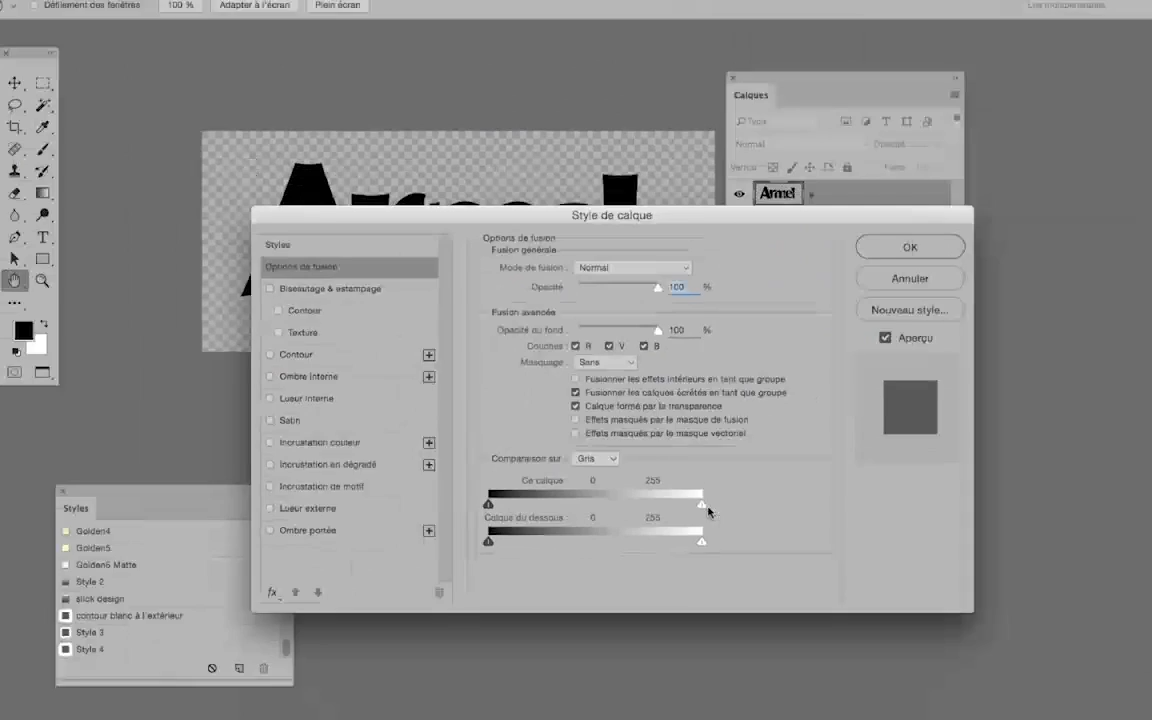 Défilement des fenêtres
100 %
Adapter à l'écran
Plein écran
Calques
Type
Normal
Opacité
Armel
Style de calque
Styles
Options de fusion
Biseautage & estampage
Contour
Texture
Contour
Ombre interne
Lueur interne
Satin
Incrustation couleur
Incrustation en dégradé
Incrustation de motif
Lueur externe
Ombre portée
fx
Options de fusion
Fusion générale
Mode de fusion : Normal
Opacité 100 %
Fusion avancée
Opacité du fond : 100 %
Couches : R V B
Masquage : Sans
Fusionner les effets intérieurs en tant que groupe
Fusionner les calques écrêtés en tant que groupe
Calque formé par la transparence
Effets masqués par le masque de fusion
Effets masqués par le masque vectoriel
Comparaison sur : Gris
Ce calque 0 255
Calque du dessous : 0 255
OK
Annuler
Nouveau style...
Aperçu
Styles
Golden4
Golden5
Golden6 Matte
Style 2
slick design
contour blanc à l'extérieur
Style 3
Style 4